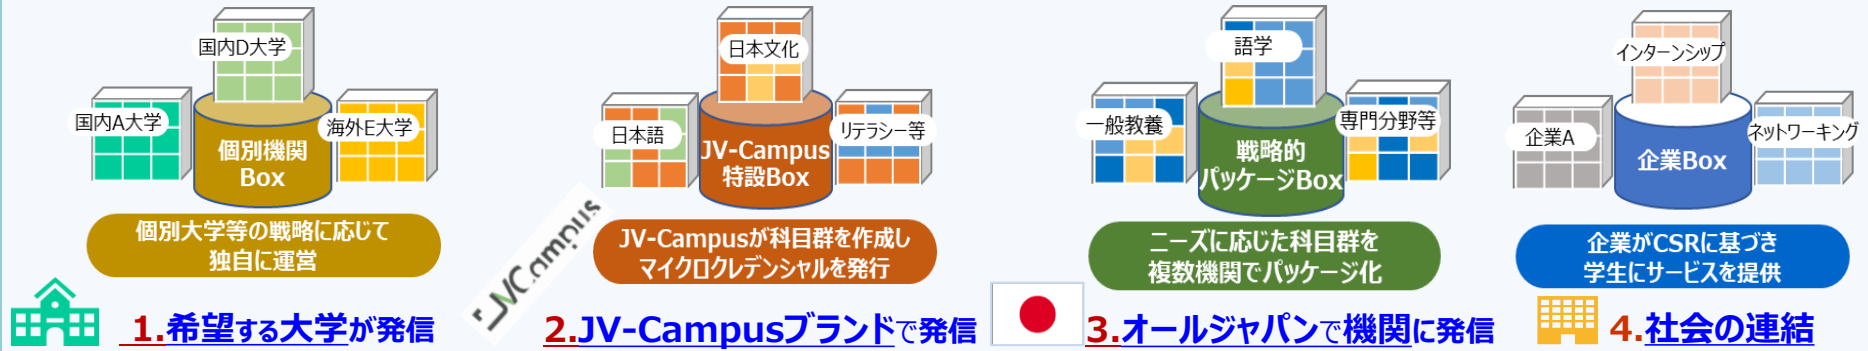 国内D大学
国内A大学
海外E大学
個別機関
Box
個別大学等の戦略に応じて
独自に運営
1.希望する大学が発信
日本文化
日本語
リテラシー等
JV-Campus
特設Box
JV-Campusが科目群を作成し
マイクロクレデンシャルを発行
JVCampus
2.JV-Campusブランドで発信
語学
一般教養
専門分野等
戦略的
パッケージBox
ニーズに応じた科目群を
複数機関でパッケージ化
3.オールジャパンで機関に発信
インターンシップ
企業A
ネットワーキング
企業Box
企業がCSRに基づき
学生にサービスを提供
4.社会の連結